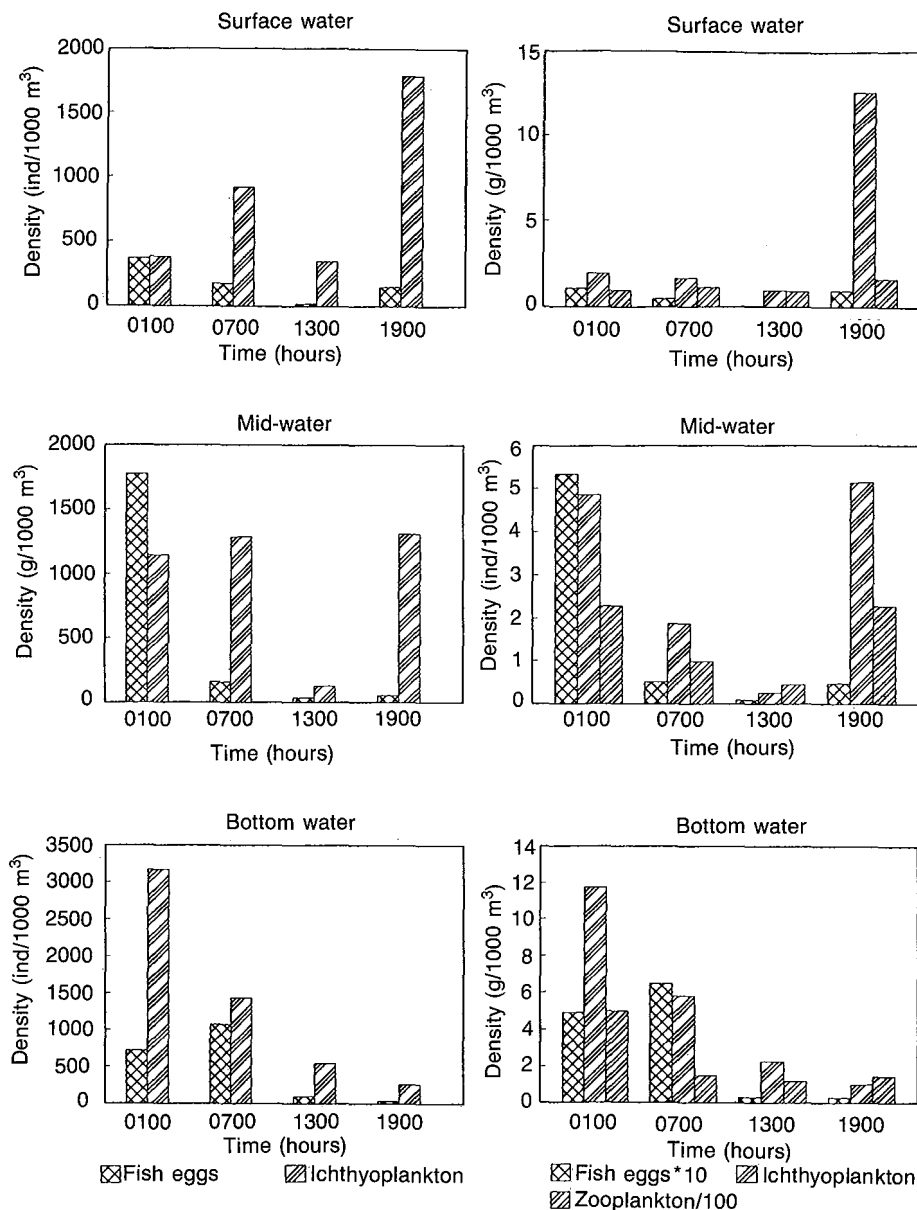 Surface water
Density (ind/1000 m³)
2000
1500
1000
500
0
0100 0700 1300 1900
Time (hours)
Surface water
Density (g/1000 m³)
15
10
5
0
0100 0700 1300 1900
Time (hours)
Mid-water
Density (g/1000 m³)
2000
1500
1000
500
0
0100 0700 1300 1900
Time (hours)
Mid-water
Density (ind/1000 m³)
6
5
4
3
2
1
0
0100 0700 1300 1900
Time (hours)
Bottom water
Density (ind/1000 m³)
3500
3000
2500
2000
1500
1000
500
0
0100 0700 1300 1900
Time (hours)
Fish eggs Ichthyoplankton
Bottom water
Density (g/1000 m³)
14
12
10
8
6
4
2
0
0100 0700 1300 1900
Time (hours)
Fish eggs*10 Ichthyoplankton
Zooplankton/100